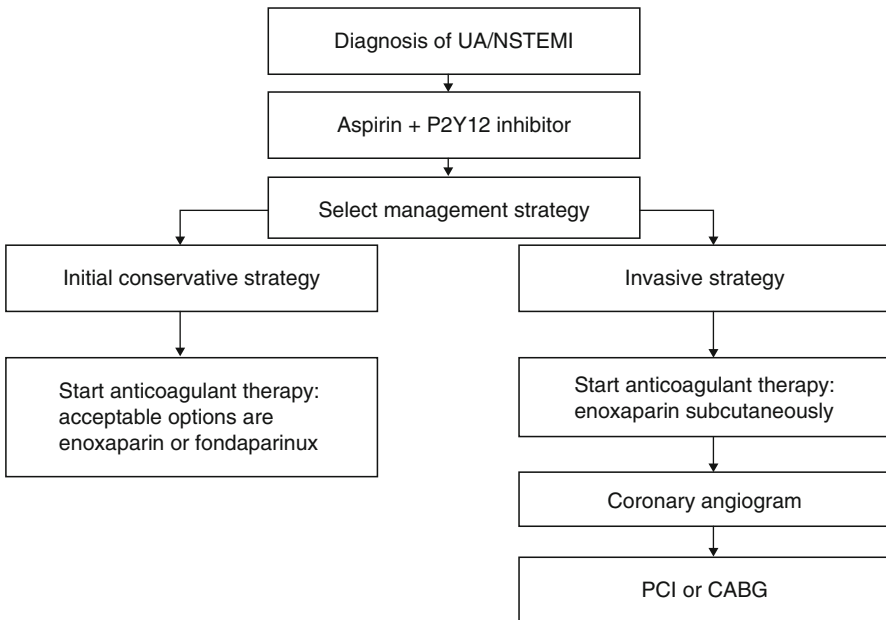 Diagnosis of UA/NSTEMI
Aspirin + P2Y12 inhibitor
Select management strategy
Initial conservative strategy
Start anticoagulant therapy:
acceptable options are
enoxaparin or fondaparinux
Invasive strategy
Start anticoagulant therapy:
enoxaparin subcutaneously
Coronary angiogram
PCI or CABG